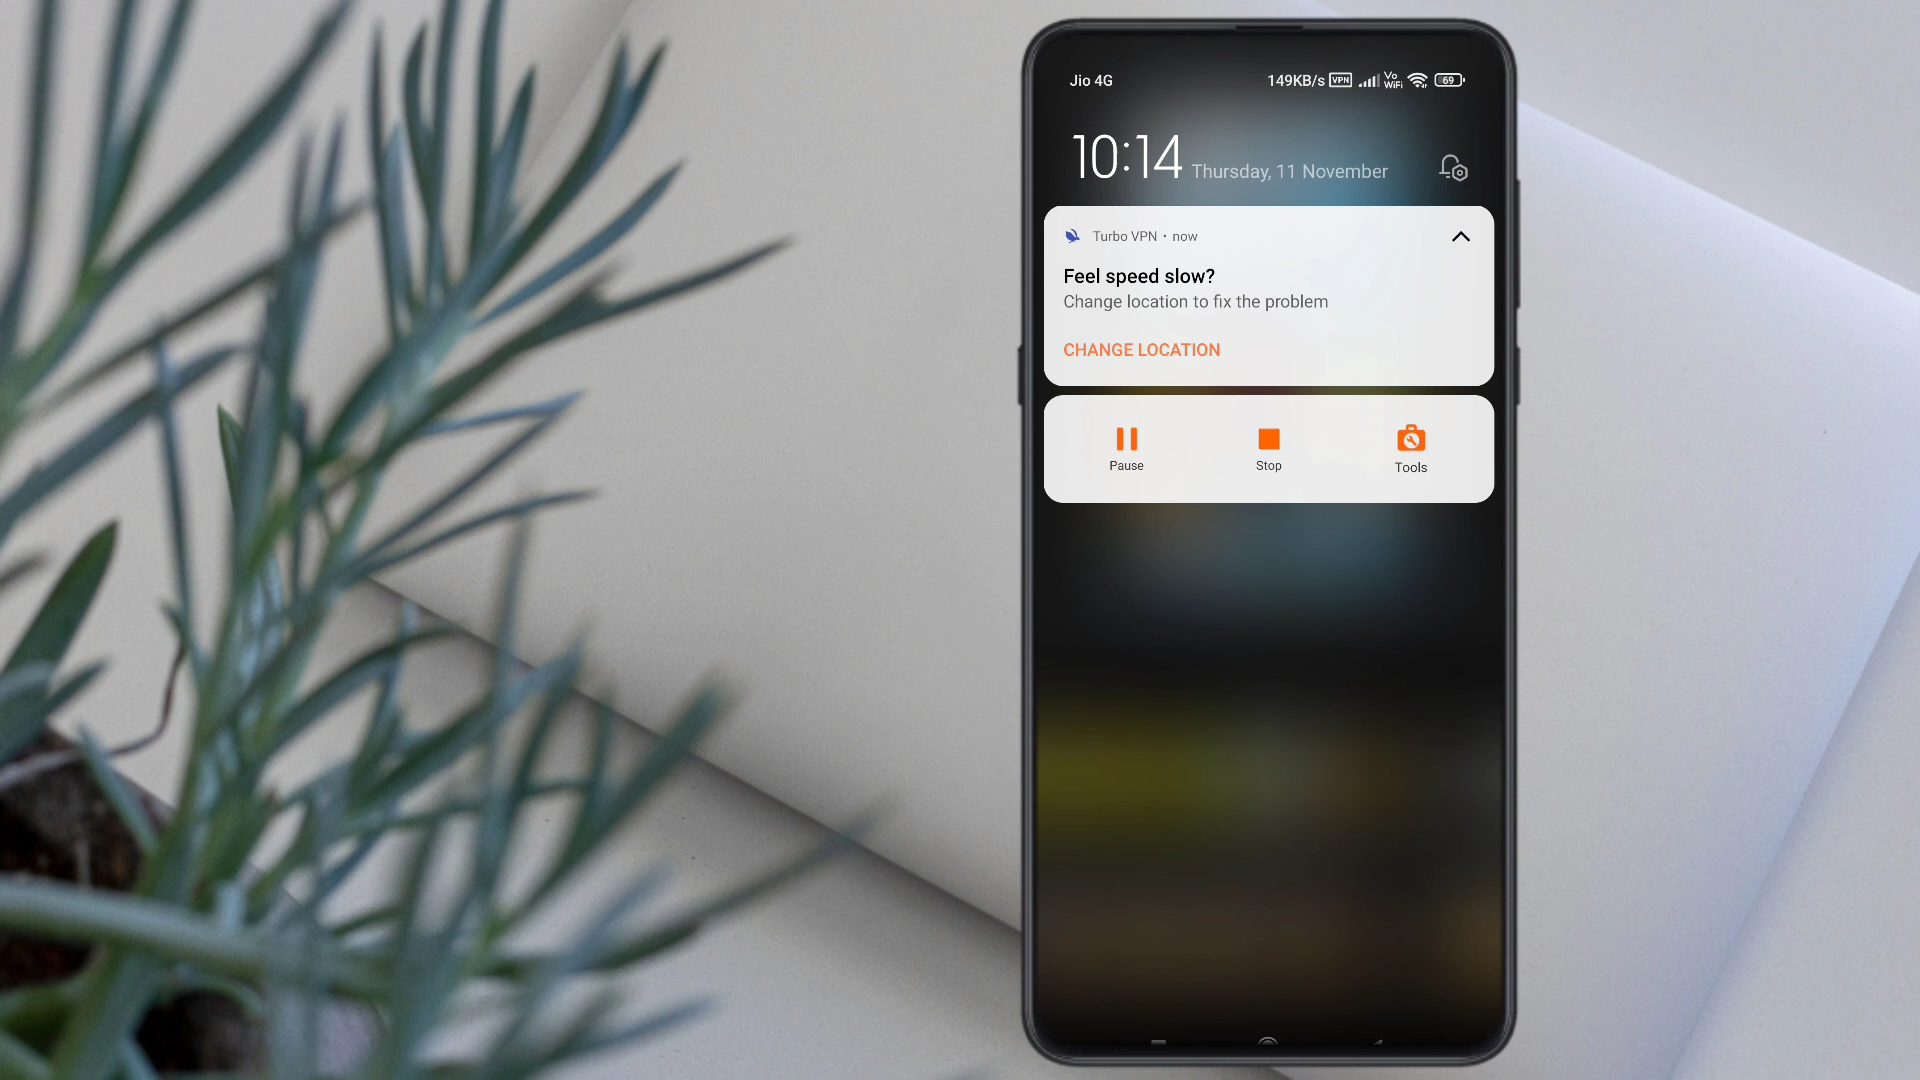 Jio 4G 149KB/s VPN Vo WiFi 69
10:14 Thursday, 11 November
Turbo VPN • now
Feel speed slow?
Change location to fix the problem
CHANGE LOCATION
Pause Stop Tools